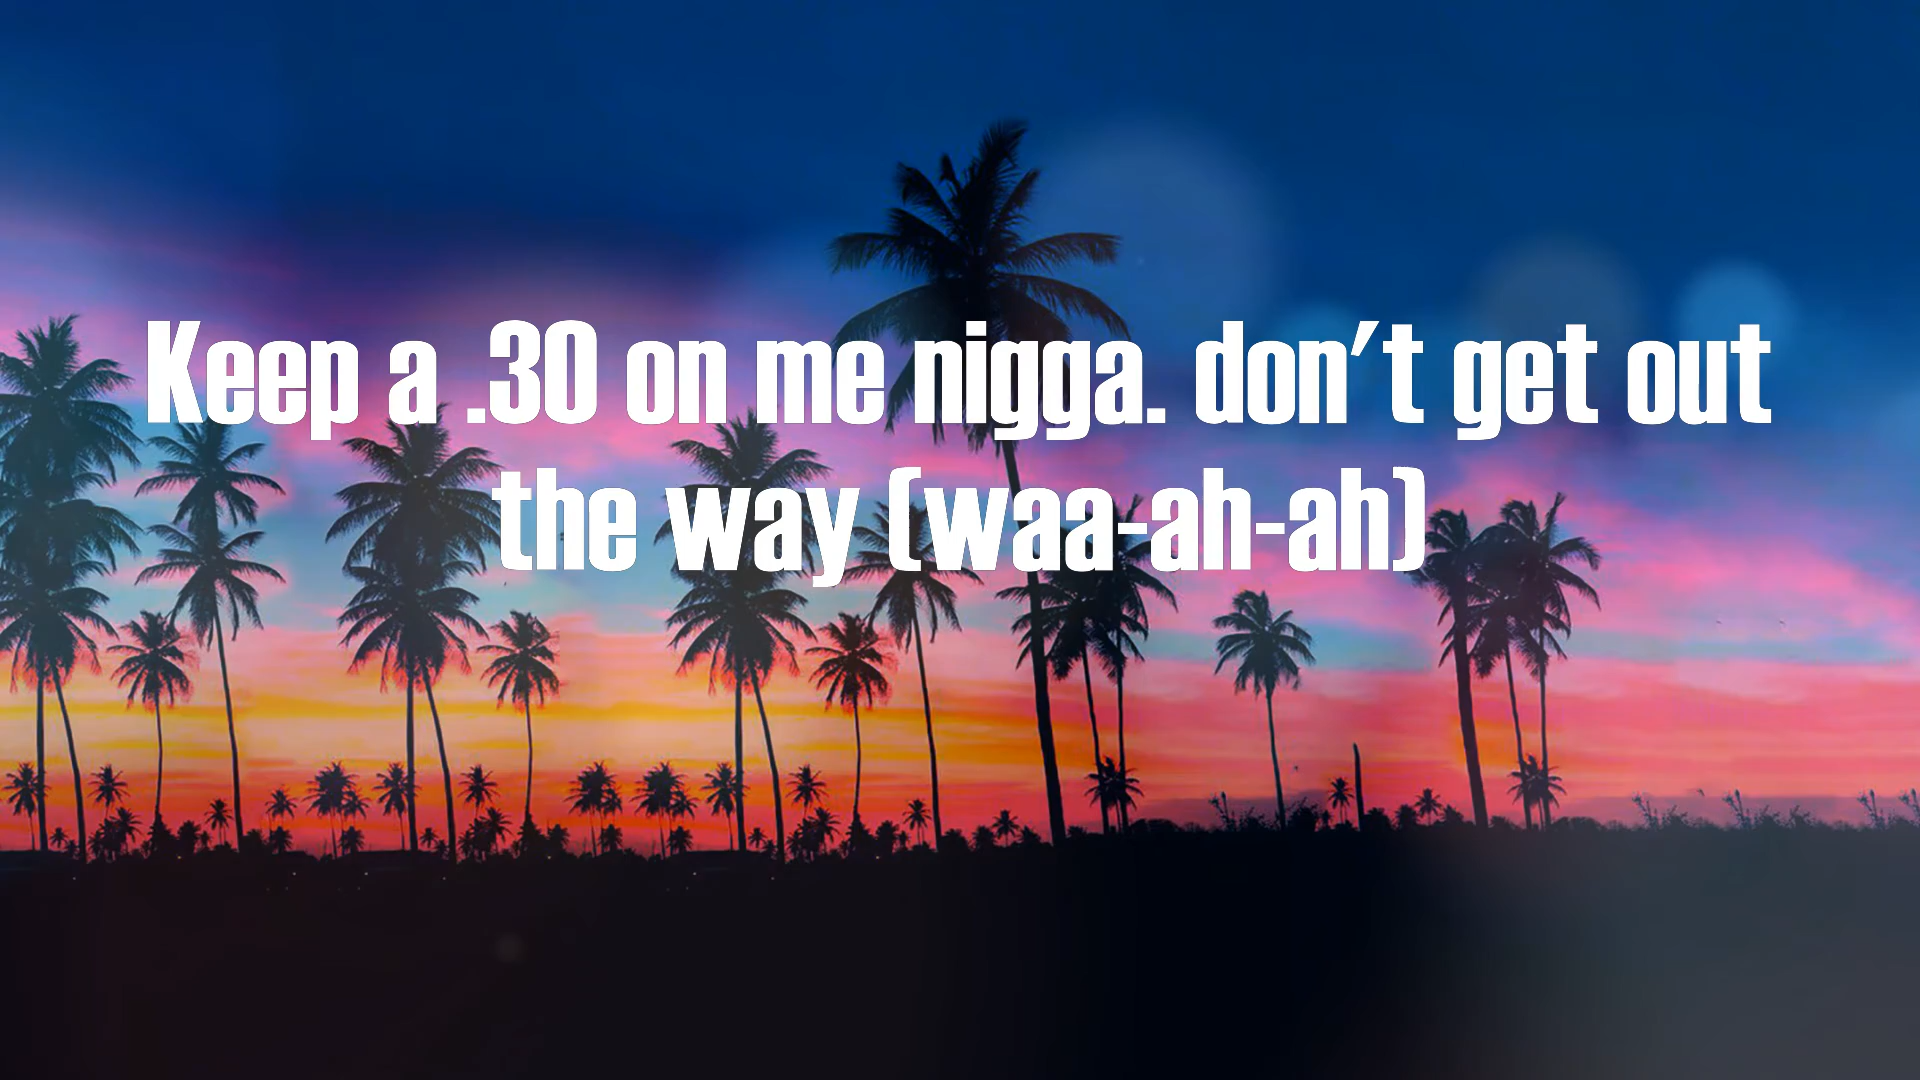 Keep a .30 on me nigga. don't get out
the way (waa-ah-ah)